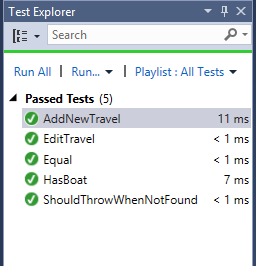 Test Explorer
Search
Run All | Run... | Playlist : All Tests
Passed Tests (5)
AddNewTravel 11 ms
EditTravel < 1 ms
Equal < 1 ms
HasBoat 7 ms
ShouldThrowWhenNotFound < 1 ms